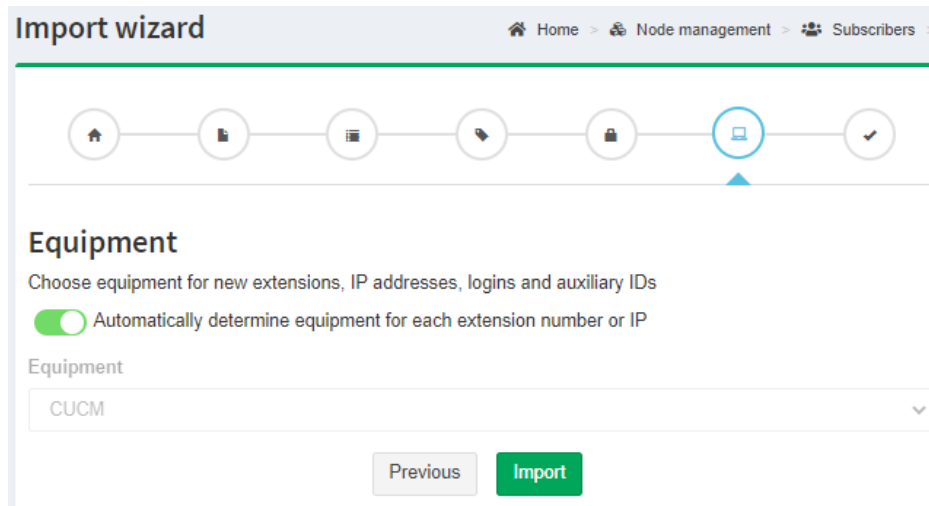 Import wizard
Home > Node management > Subscribers >
Equipment
Choose equipment for new extensions, IP addresses, logins and auxiliary IDs
Automatically determine equipment for each extension number or IP
Equipment
CUCM
Previous Import